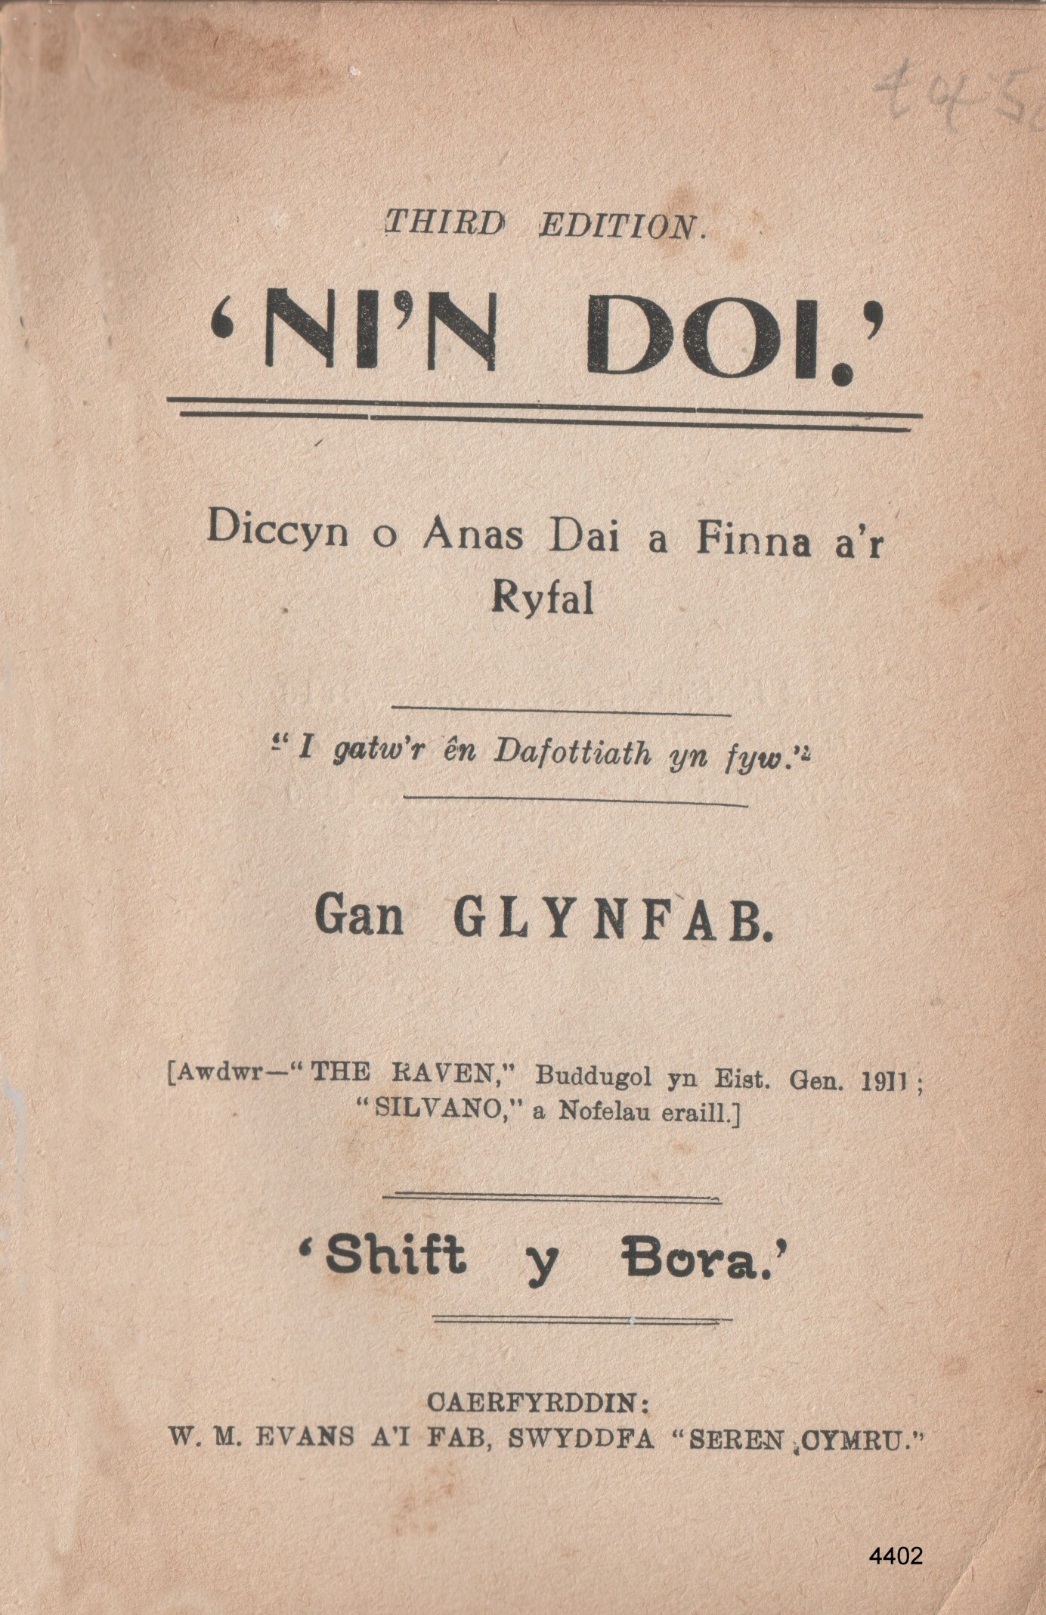 THIRD EDITION.
‘NI’N DOI.’
Diccyn o Anas Dai a Finna a’r
Ryfal
“I gatw’r ên Dafottiath yn fyw.”
Gan GLYNFAB.
[Awdwr—“THE RAVEN,” Buddugol yn Eist. Gen. 1911;
“SILVANO,” a Nofelau eraill.]
‘Shift y Bora.’
CAERFYRDDIN:
W. M. EVANS A’I FAB, SWYDDFA “SEREN CYMRU.”
4402